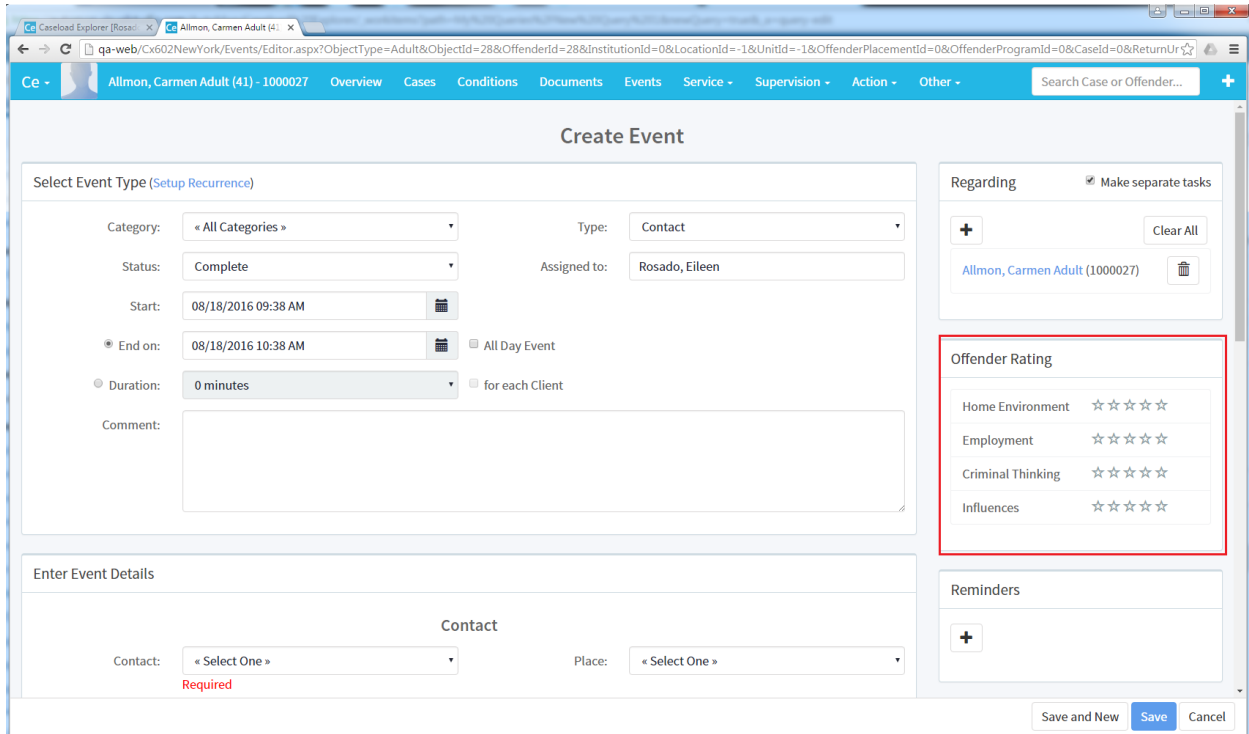 Ce Caseload Explorer [Rosad × Ce Allmon, Carmen Adult (41 ×
qa-web/Cx602NewYork/Events/Editor.aspx?ObjectType=Adult&ObjectId=28&OffenderId=28&InstitutionId=0&LocationId=-1&UnitId=-1&OffenderPlacementId=0&OffenderProgramId=0&CaseId=0&ReturnUr
Ce Allmon, Carmen Adult (41) - 1000027 Overview Cases Conditions Documents Events Service Supervision Action Other Search Case or Offender...
Create Event
Select Event Type (Setup Recurrence)
Category: « All Categories » Type: Contact
Status: Complete Assigned to: Rosado, Eileen
Start: 08/18/2016 09:38 AM
End on: 08/18/2016 10:38 AM All Day Event
Duration: 0 minutes for each Client
Comment:
Enter Event Details
Contact
Contact: « Select One » Place: « Select One »
Required
Regarding Make separate tasks
Clear All
Allmon, Carmen Adult (1000027)
Offender Rating
Home Environment
Employment
Criminal Thinking
Influences
Reminders
Save and New Save Cancel